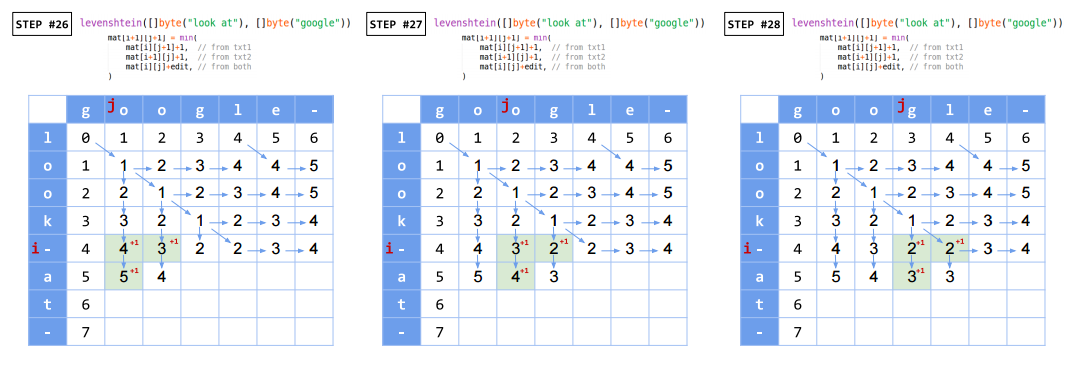 STEP #26 levenshtein([]byte("look at"), []byte("google"))
mat[i+1][j+1] = min(
mat[i][j+1]+1, // from txt1
mat[i+1][j]+1, // from txt2
mat[i][j]+edit, // from both
)
g j o o g l e -
l 0 1 2 3 4 5 6
o 1 1 2 3 4 4 5
o 2 2 1 2 3 4 5
k 3 3 2 1 2 3 4
i - 4 4 +1 3 +1 2 2 3 4
a 5 5 +1 4
t 6
- 7
STEP #27 levenshtein([]byte("look at"), []byte("google"))
mat[i+1][j+1] = min(
mat[i][j+1]+1, // from txt1
mat[i+1][j]+1, // from txt2
mat[i][j]+edit, // from both
)
g j o o g l e -
l 0 1 2 3 4 5 6
o 1 1 2 3 4 4 5
o 2 2 1 2 3 4 5
k 3 3 2 1 2 3 4
i - 4 4 3 +1 2 +1 2 3 4
a 5 5 4 +1 3
t 6
- 7
STEP #28 levenshtein([]byte("look at"), []byte("google"))
mat[i+1][j+1] = min(
mat[i][j+1]+1, // from txt1
mat[i+1][j]+1, // from txt2
mat[i][j]+edit, // from both
)
g o o j g l e -
l 0 1 2 3 4 5 6
o 1 1 2 3 4 4 5
o 2 2 1 2 3 4 5
k 3 3 2 1 2 3 4
i - 4 4 3 2 +1 2 +1 3 4
a 5 5 4 3 +1 3
t 6
- 7